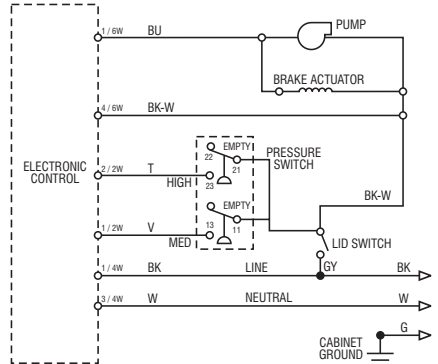 1 / 6W BU PUMP
BRAKE ACTUATOR
4 / 6W BK-W
EMPTY
22
21
PRESSURE
SWITCH
ELECTRONIC
CONTROL
2 / 2W T
HIGH
23
BK-W
EMPTY
13
11
1 / 2W V
MED
LID SWITCH
1 / 4W BK LINE GY BK
3 / 4W W NEUTRAL W
G
CABINET
GROUND